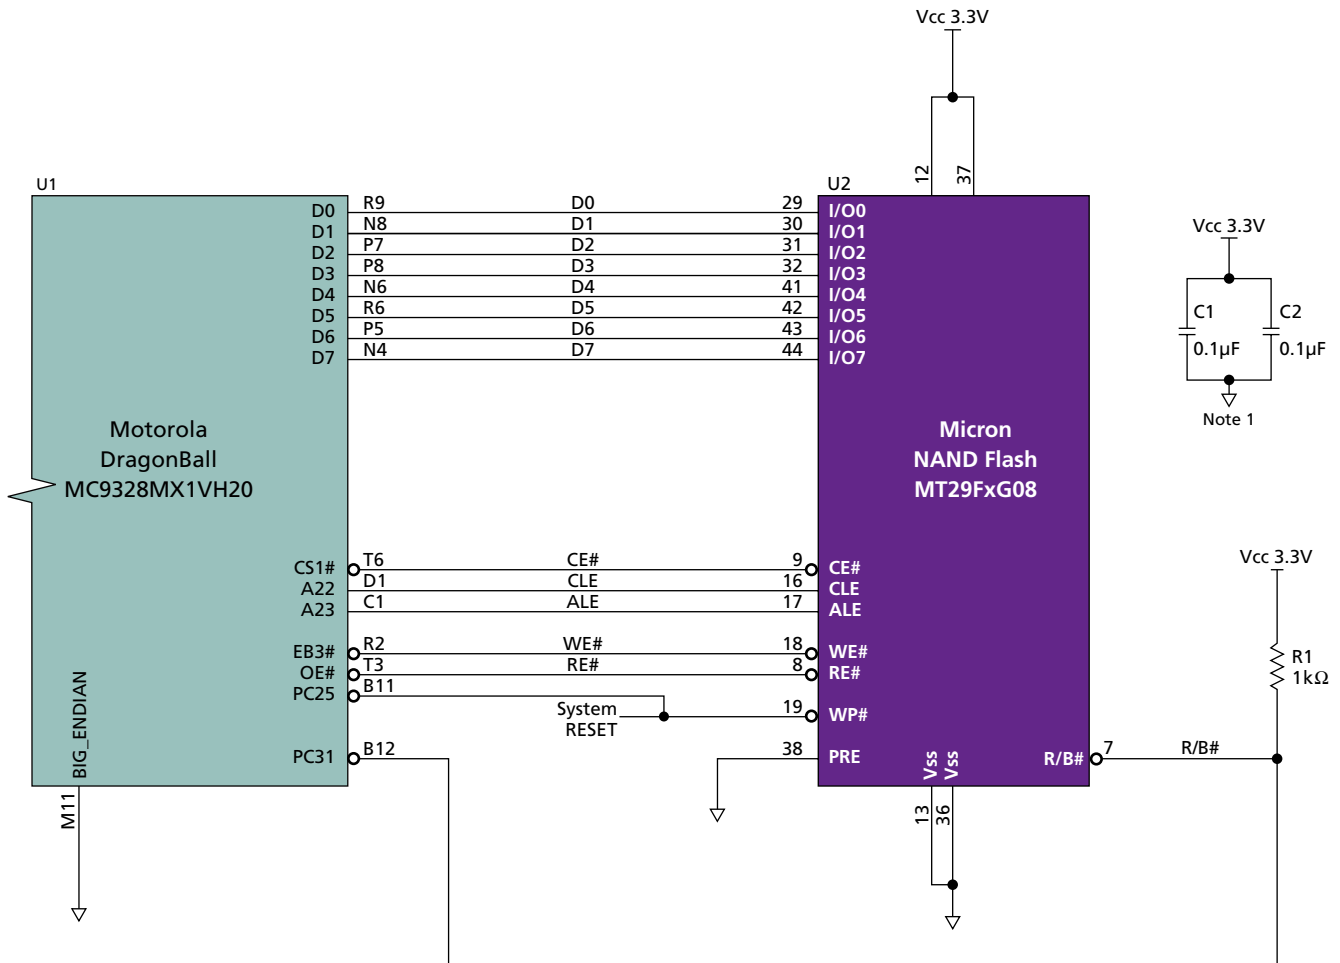 Vcc 3.3V
12
37
U1
U2
D0 R9 D0 29 I/O0
D1 N8 D1 30 I/O1
D2 P7 D2 31 I/O2
D3 P8 D3 32 I/O3
D4 N6 D4 41 I/O4
D5 R6 D5 42 I/O5
D6 P5 D6 43 I/O6
D7 N4 D7 44 I/O7
Vcc 3.3V
C1
0.1µF
C2
0.1µF
Note 1
Motorola
DragonBall
MC9328MX1VH20
Micron
NAND Flash
MT29FxG08
CS1# T6 CE# 9 CE#
A22 D1 CLE 16 CLE
A23 C1 ALE 17 ALE
EB3# R2 WE# 18 WE#
OE# T3 RE# 8 RE#
PC25 B11
System
RESET
19 WP#
PC31 B12
38 PRE
BIG_ENDIAN
M11
Vss
Vss
13
36
R/B# 7 R/B#
Vcc 3.3V
R1
1kΩ